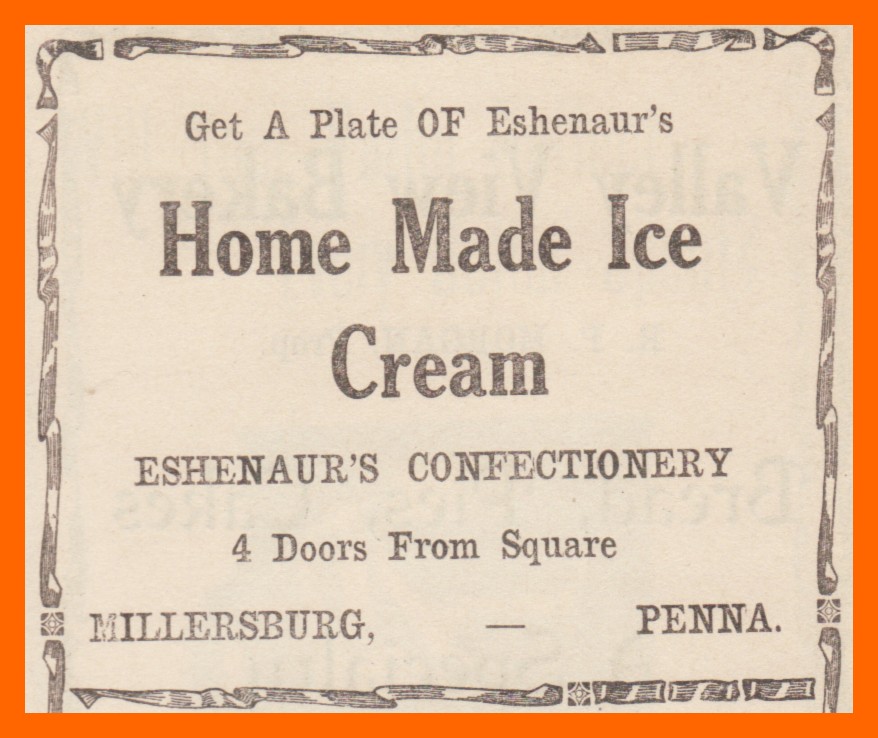 Get A Plate OF Eshenaur's
Home Made Ice
Cream
ESHENAUR'S CONFECTIONERY
4 Doors From Square
MILLERSBURG, — PENNA.